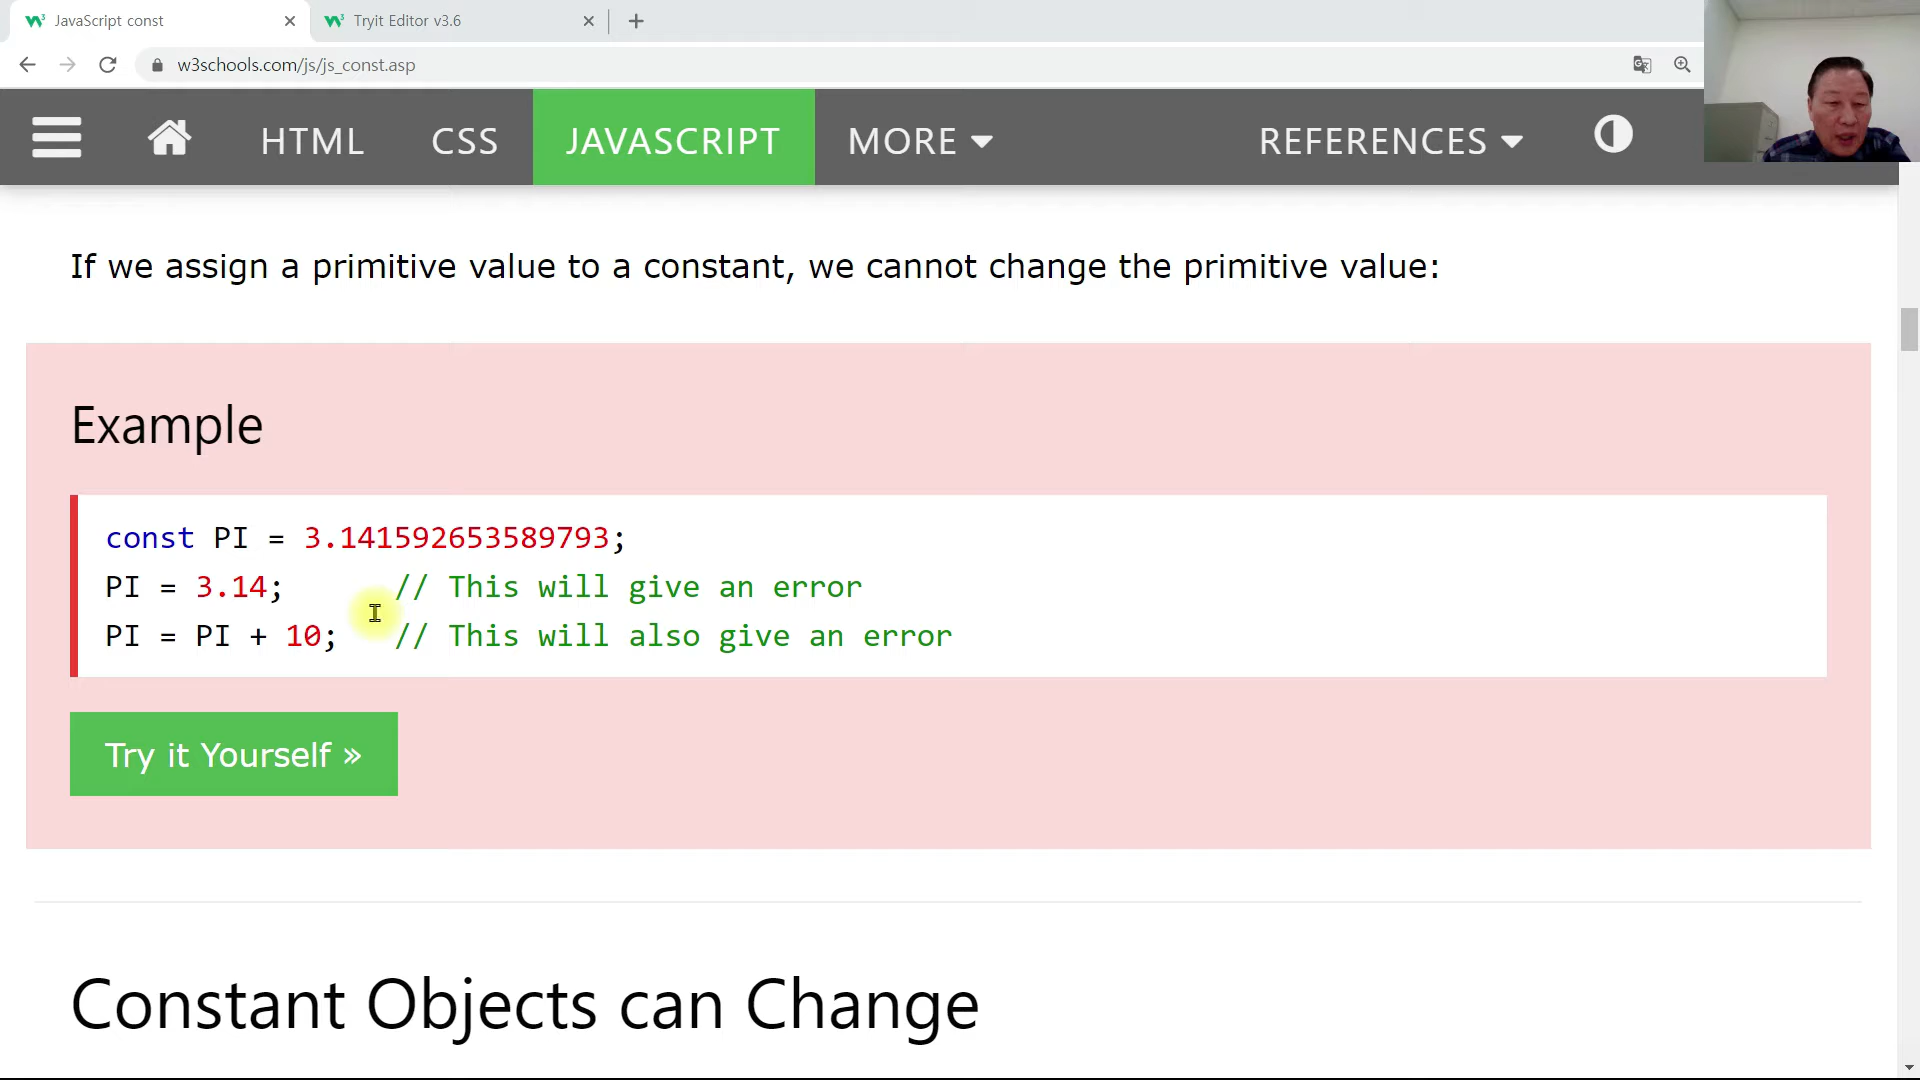 JavaScript const
Tryit Editor v3.6
w3schools.com/js/js_const.asp
HTML CSS JAVASCRIPT MORE REFERENCES
If we assign a primitive value to a constant, we cannot change the primitive value:
Example
const PI = 3.141592653589793;
PI = 3.14;      // This will give an error
PI = PI + 10;   // This will also give an error
Try it Yourself »
Constant Objects can Change